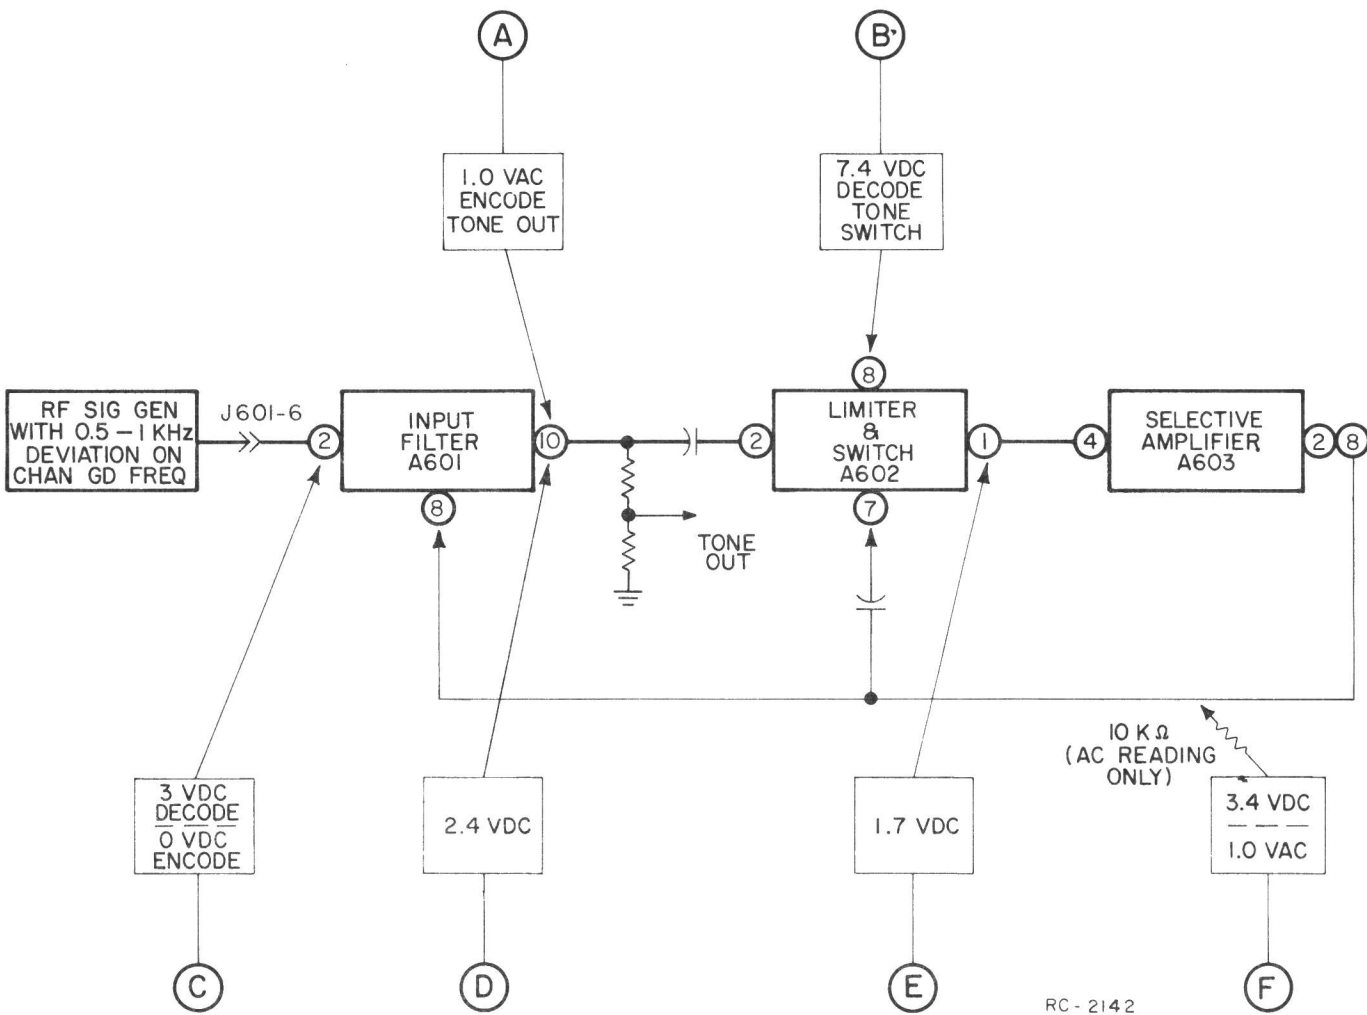 A
B
1.0 VAC
ENCODE
TONE OUT
7.4 VDC
DECODE
TONE
SWITCH
RF SIG GEN
WITH 0.5 – 1 KHz
DEVIATION ON
CHAN GD FREQ
J601-6
2
INPUT
FILTER
A601
10
8
TONE
OUT
2
8
LIMITER
&
SWITCH
A602
7
1
4
SELECTIVE
AMPLIFIER
A603
2
8
10 K Ω
(AC READING
ONLY)
3 VDC
DECODE
0 VDC
ENCODE
2.4 VDC
1.7 VDC
3.4 VDC
1.0 VAC
C
D
E
F
RC-2142